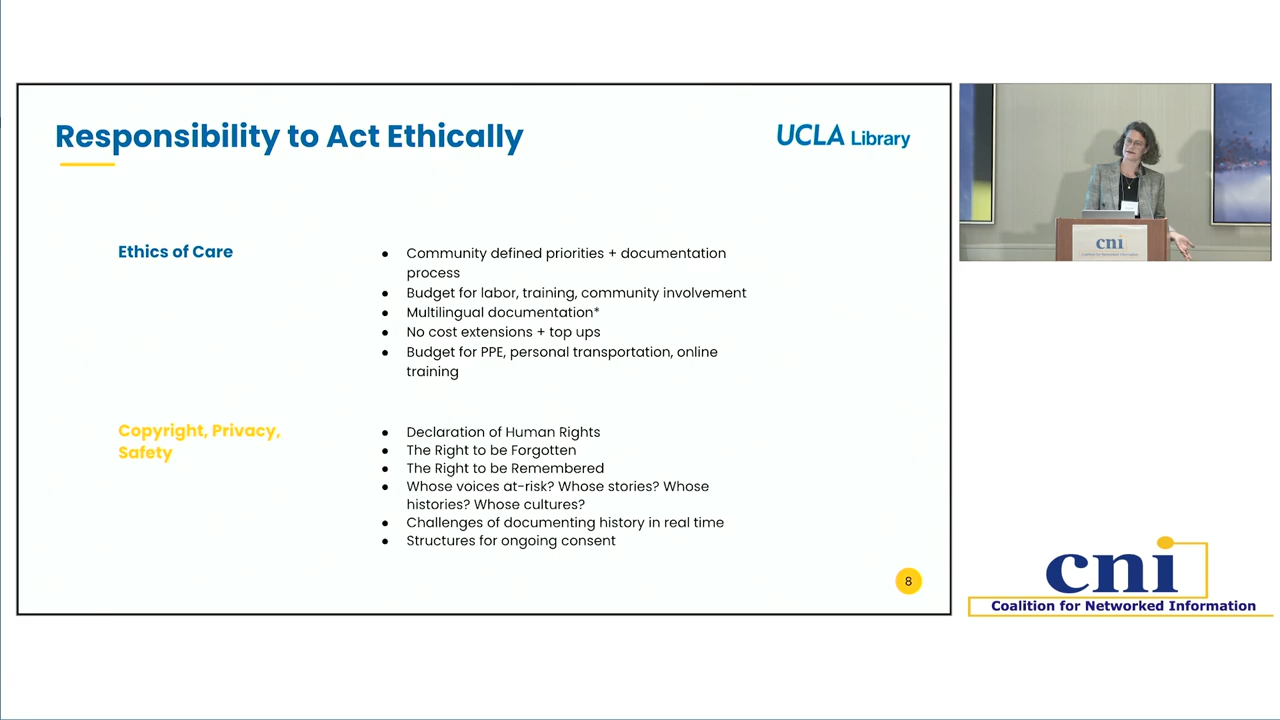 Responsibility to Act Ethically
UCLA Library
Ethics of Care
● Community defined priorities + documentation
process
● Budget for labor, training, community involvement
● Multilingual documentation*
● No cost extensions + top ups
● Budget for PPE, personal transportation, online
training
Copyright, Privacy,
Safety
● Declaration of Human Rights
● The Right to be Forgotten
● The Right to be Remembered
● Whose voices at-risk? Whose stories? Whose
histories? Whose cultures?
● Challenges of documenting history in real time
● Structures for ongoing consent
8
cni
Coalition for Networked Information
cni
Coalition for Networked Information